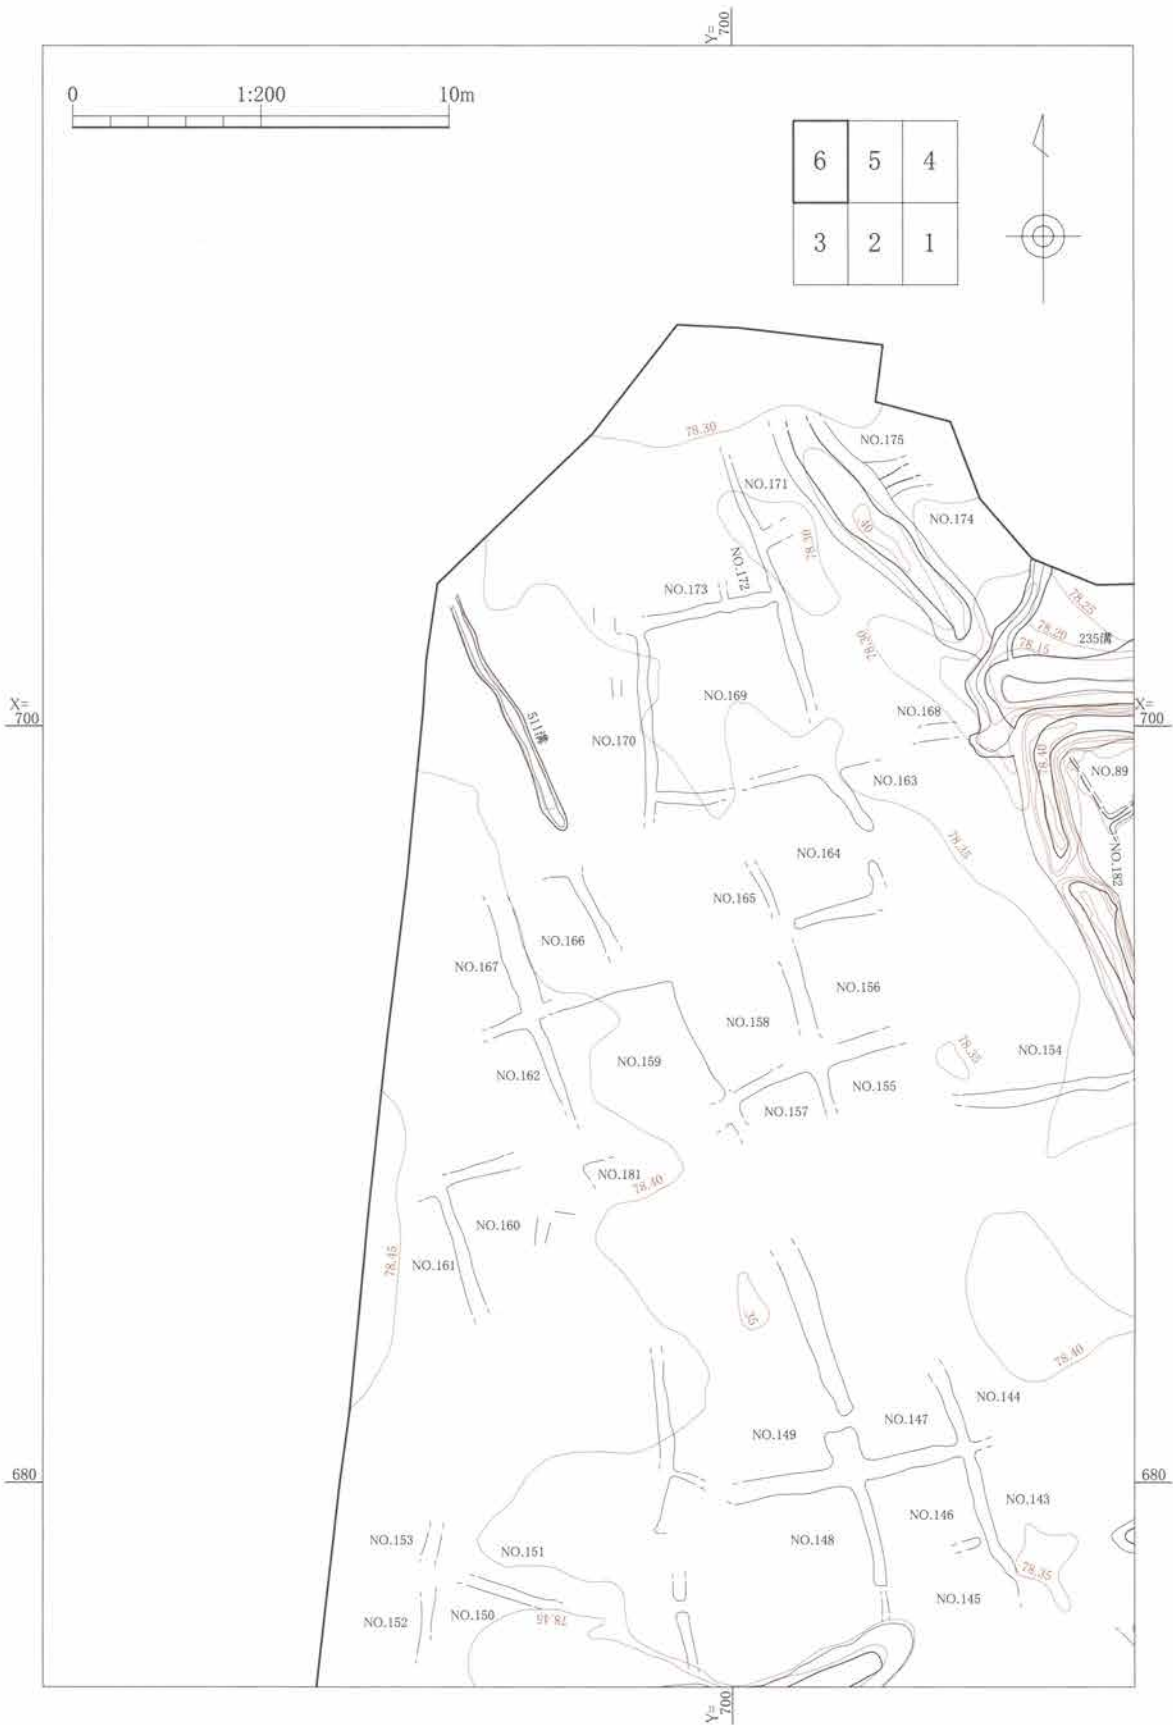 Y=
700
0 1:200 10m
6 5 4
3 2 1
78.30
NO.175
NO.171
40
NO.174
78.30
NO.172
NO.173
78.25
78.20
235溝
78.15
78.30
X=
700
NO.169
NO.168
X=
700
511溝
NO.170
78.40
NO.89
NO.163
78.35
NO.164
NO.182
NO.165
NO.166
NO.167
NO.156
NO.158
78.35
NO.154
NO.159
NO.162
NO.155
NO.157
NO.181
78.40
NO.160
78.45
NO.161
35
78.40
NO.144
NO.147
NO.149
680
680
NO.143
NO.146
NO.153
NO.148
NO.151
78.35
NO.145
NO.150
NO.152
78.45
Y=
700